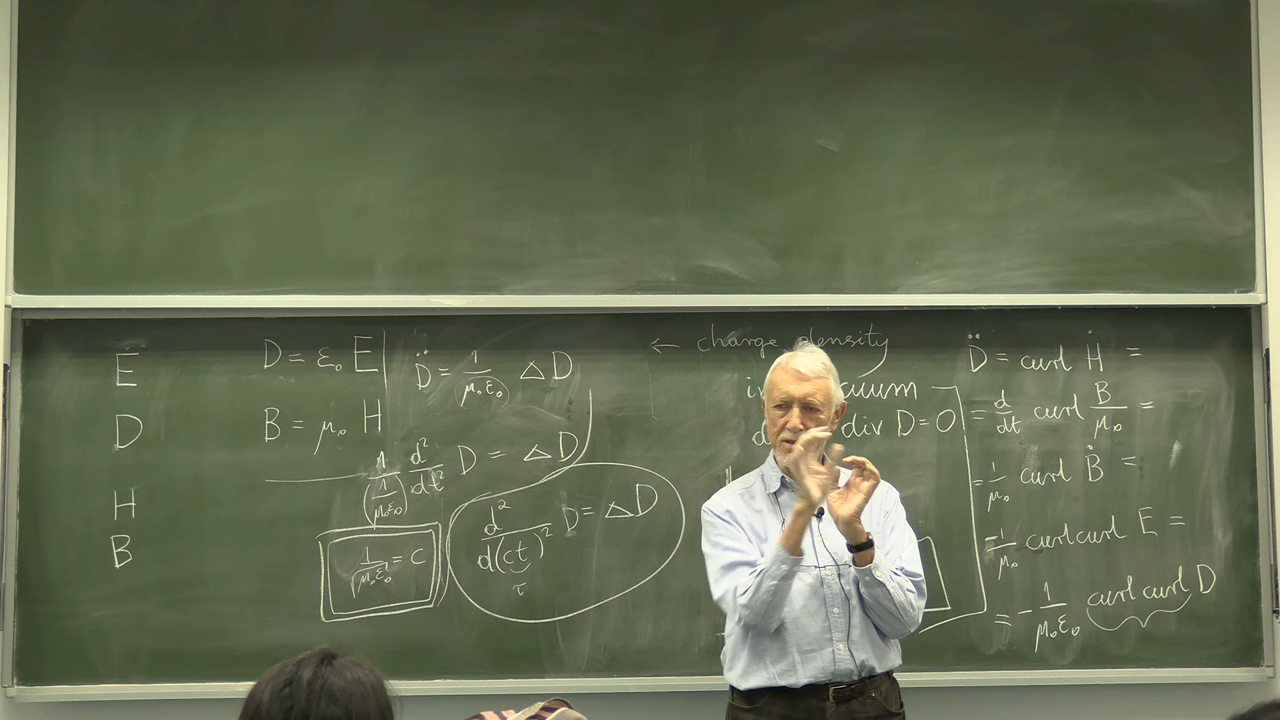 E
D
H
B
D = ε₀ E
B = μ₀ H
D̈ = 1/(μ₀ε₀) Δ D
1/(1/(μ₀ε₀)) d²/dt² D = Δ D
1/√(μ₀ε₀) = C
d²/d(ct)² D = Δ D
τ
← charge density
div D = 0
D̈ = curl Ḣ =
= d/dt curl B/μ₀ =
= 1/μ₀ curl Ḃ =
= -1/μ₀ curl curl E =
= -1/(μ₀ε₀) curl curl D